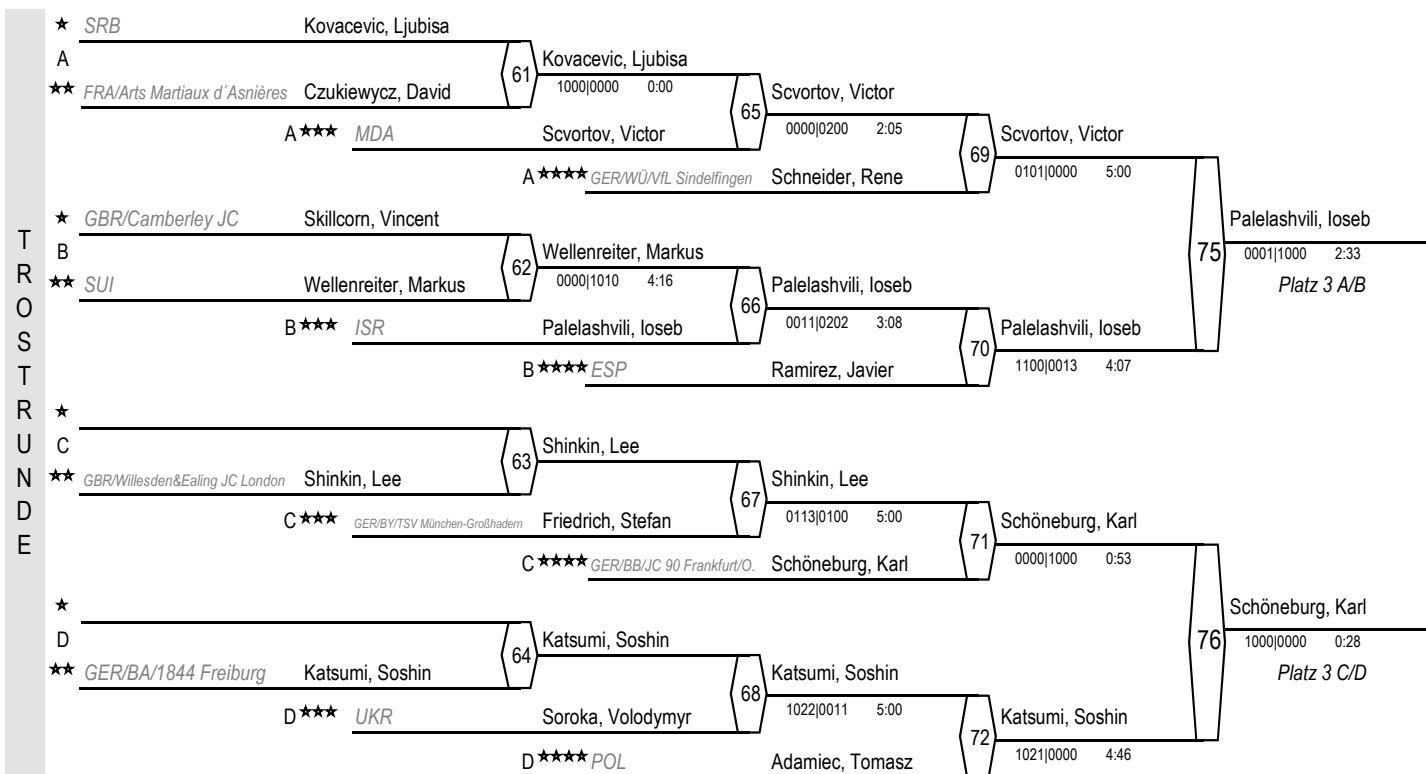 TROSTRUNDE
★ SRB Kovacevic, Ljubisa
A
61
Kovacevic, Ljubisa
1000|0000 0:00
★★ FRA/Arts Martiaux d´Asnières Czukiewycz, David
65
Scvortov, Victor
0000|0200 2:05
A ★★★ MDA Scvortov, Victor
69
Scvortov, Victor
0101|0000 5:00
A ★★★★ GER/WÜ/VfL Sindelfingen Schneider, Rene
★ GBR/Camberley JC Skillcorn, Vincent
75
Palelashvili, Ioseb
0001|1000 2:33
Platz 3 A/B
B
62
Wellenreiter, Markus
0000|1010 4:16
★★ SUI Wellenreiter, Markus
66
Palelashvili, Ioseb
0011|0202 3:08
B ★★★ ISR Palelashvili, Ioseb
70
Palelashvili, Ioseb
1100|0013 4:07
B ★★★★ ESP Ramirez, Javier
★
C
63
Shinkin, Lee
★★ GBR/Willesden&Ealing JC London Shinkin, Lee
67
Shinkin, Lee
0113|0100 5:00
C ★★★ GER/BY/TSV München-Großhadern Friedrich, Stefan
71
Schöneburg, Karl
0000|1000 0:53
C ★★★★ GER/BB/JC 90 Frankfurt/O. Schöneburg, Karl
★
76
Schöneburg, Karl
1000|0000 0:28
Platz 3 C/D
D
64
Katsumi, Soshin
★★ GER/BA/1844 Freiburg Katsumi, Soshin
68
Katsumi, Soshin
1022|0011 5:00
D ★★★ UKR Soroka, Volodymyr
72
Katsumi, Soshin
1021|0000 4:46
D ★★★★ POL Adamiec, Tomasz